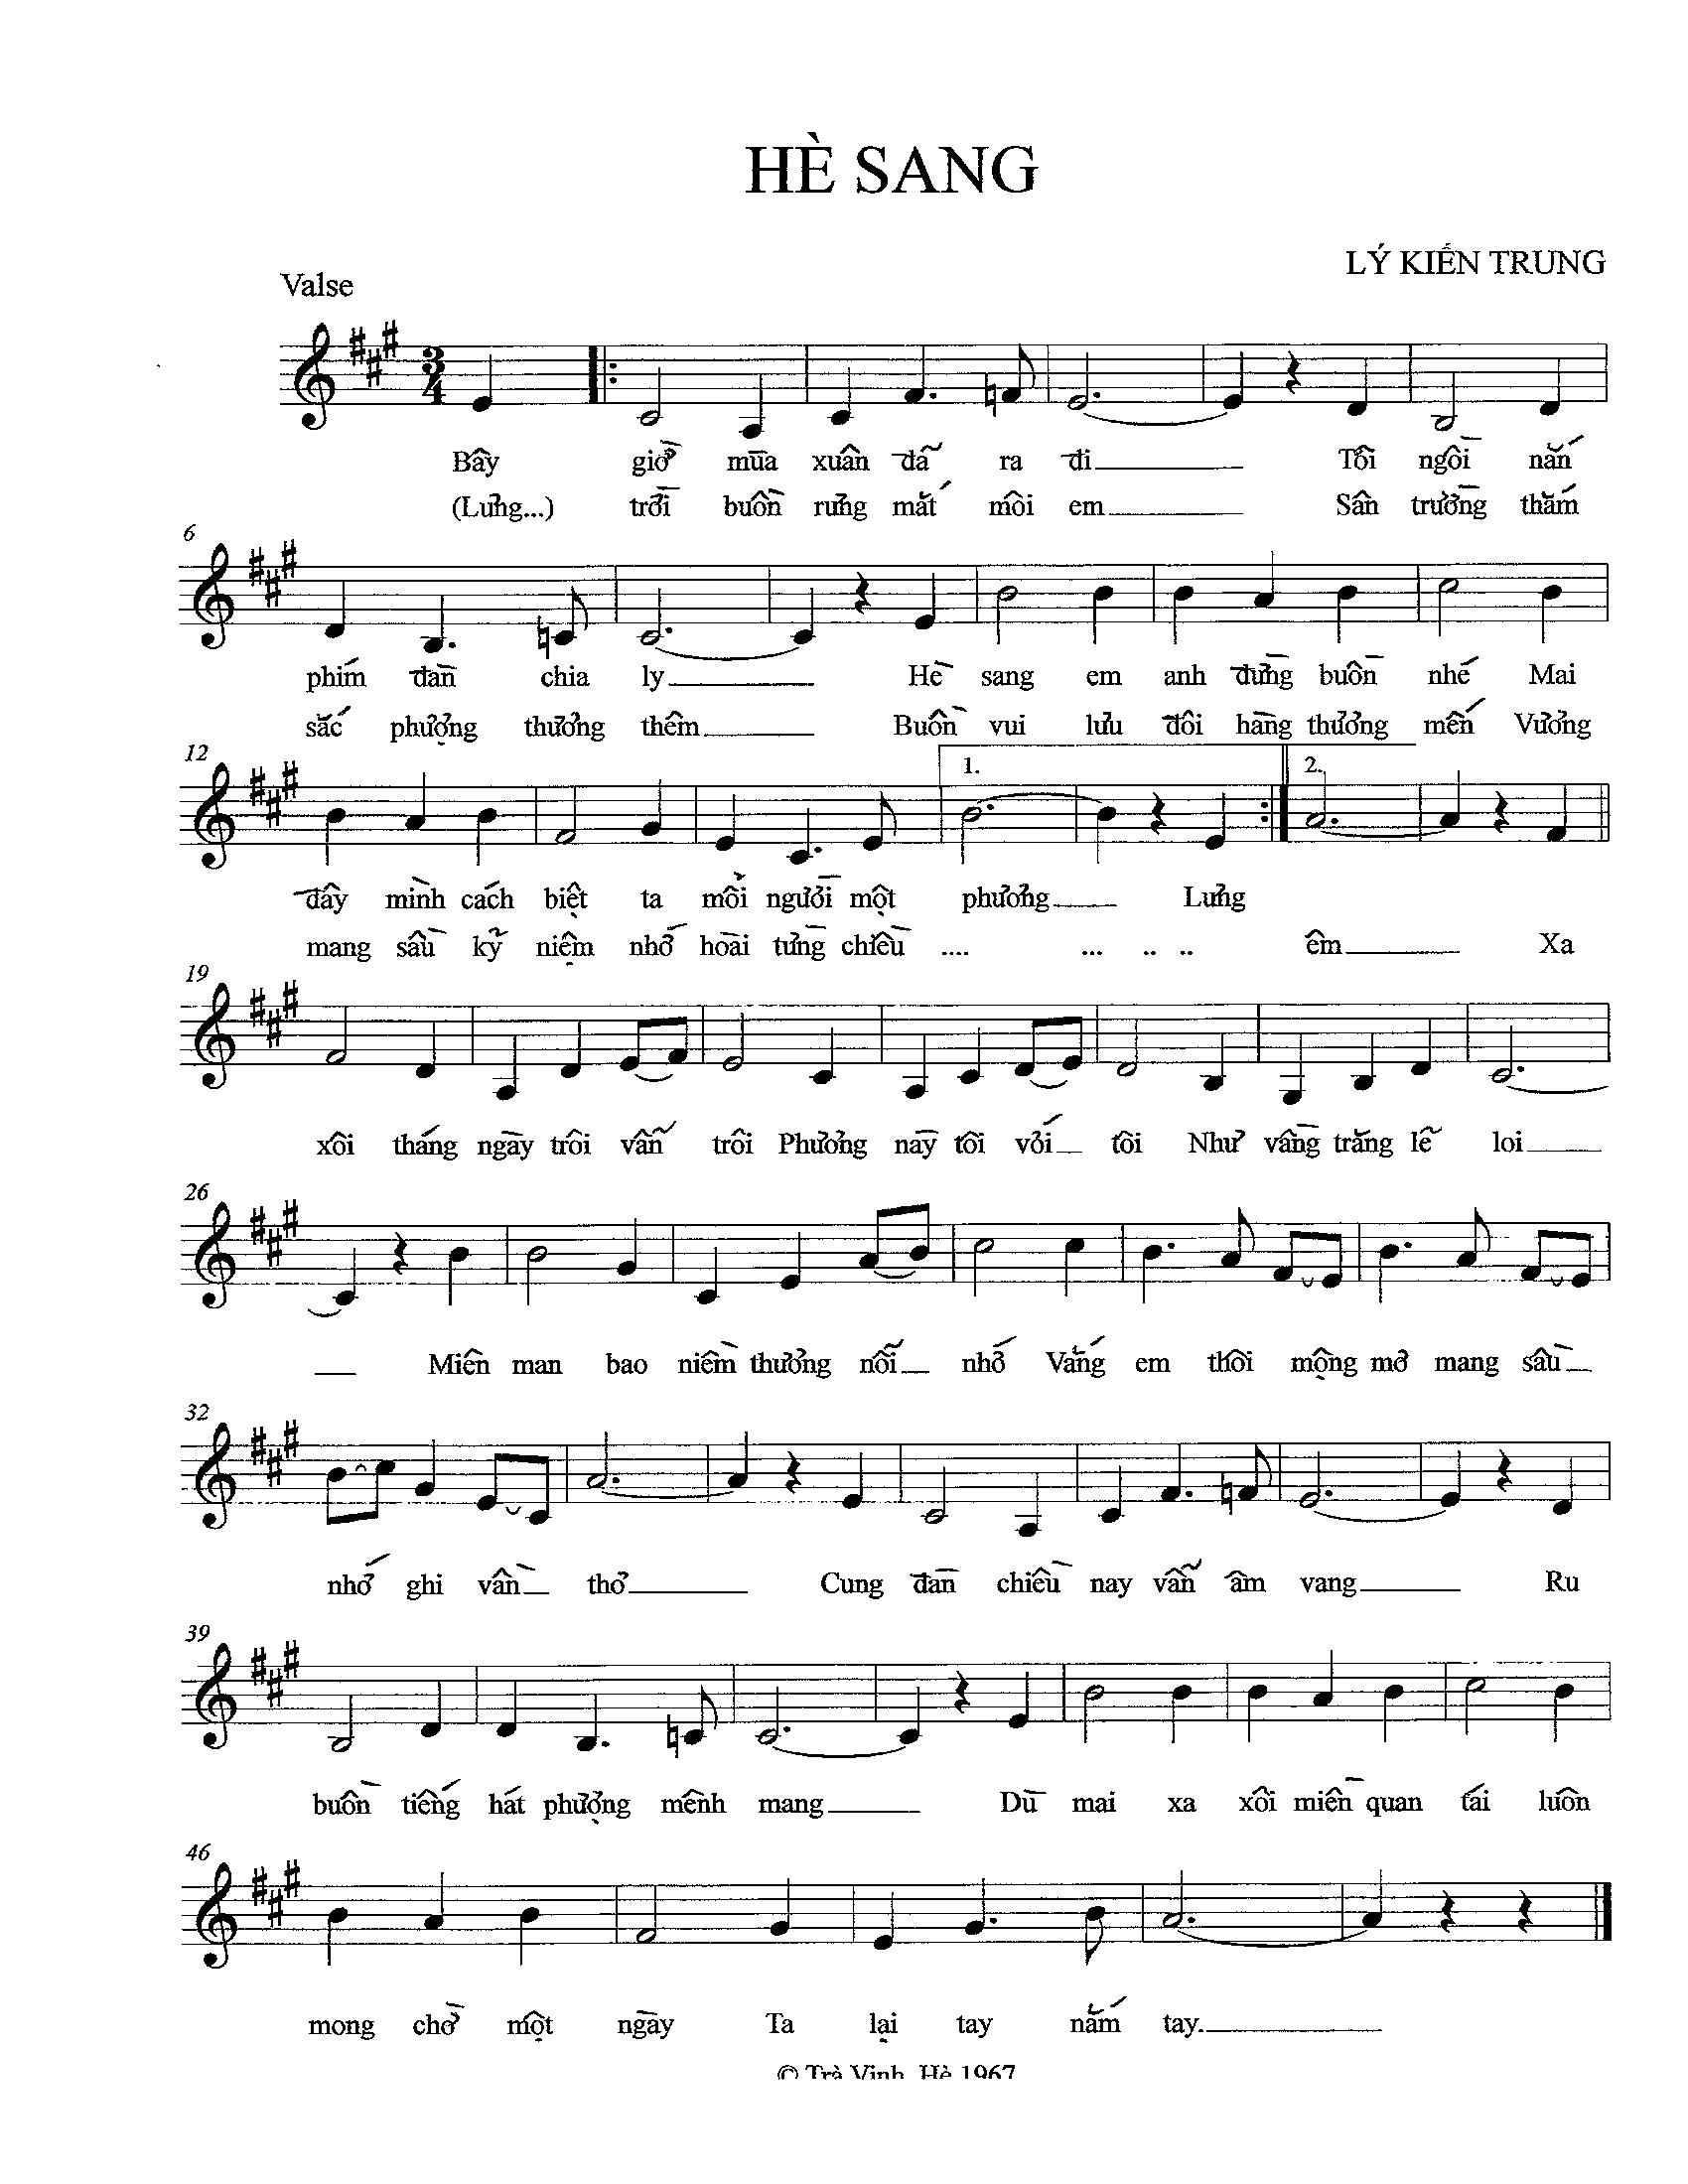 HÈ SANG
LÝ KIẾN TRUNG
Valse
3
4
Bây giờ mùa xuân đã ra đi Tôi ngồi nắn
(Lưng...) trời buồn rưng mắt môi em Sân trường thắm
6
phím đàn chia ly Hè sang em anh đừng buồn nhé Mai
sắc phượng thương thêm Buồn vui lưu đôi hàng thương mến Vương
12
1.
2.
đây mình cách biệt ta mỗi người một phương Lưng
mang sầu kỷ niệm nhớ hoài từng chiều .... ... .. .. êm Xa
19
xôi tháng ngày trôi vẫn trôi Phương này tôi với tôi Như vầng trăng lẽ loi
26
Miên man bao niềm thương nỗi nhớ Vắng em thôi mộng mơ mang sầu
32
nhớ ghi vần thơ Cung đàn chiều nay vẫn âm vang Ru
39
buồn tiếng hát phượng mênh mang Dù mai xa xôi miền quan tái luôn
46
mong chờ một ngày Ta lại tay nắm tay.
© Trà Vinh, Hè 1967